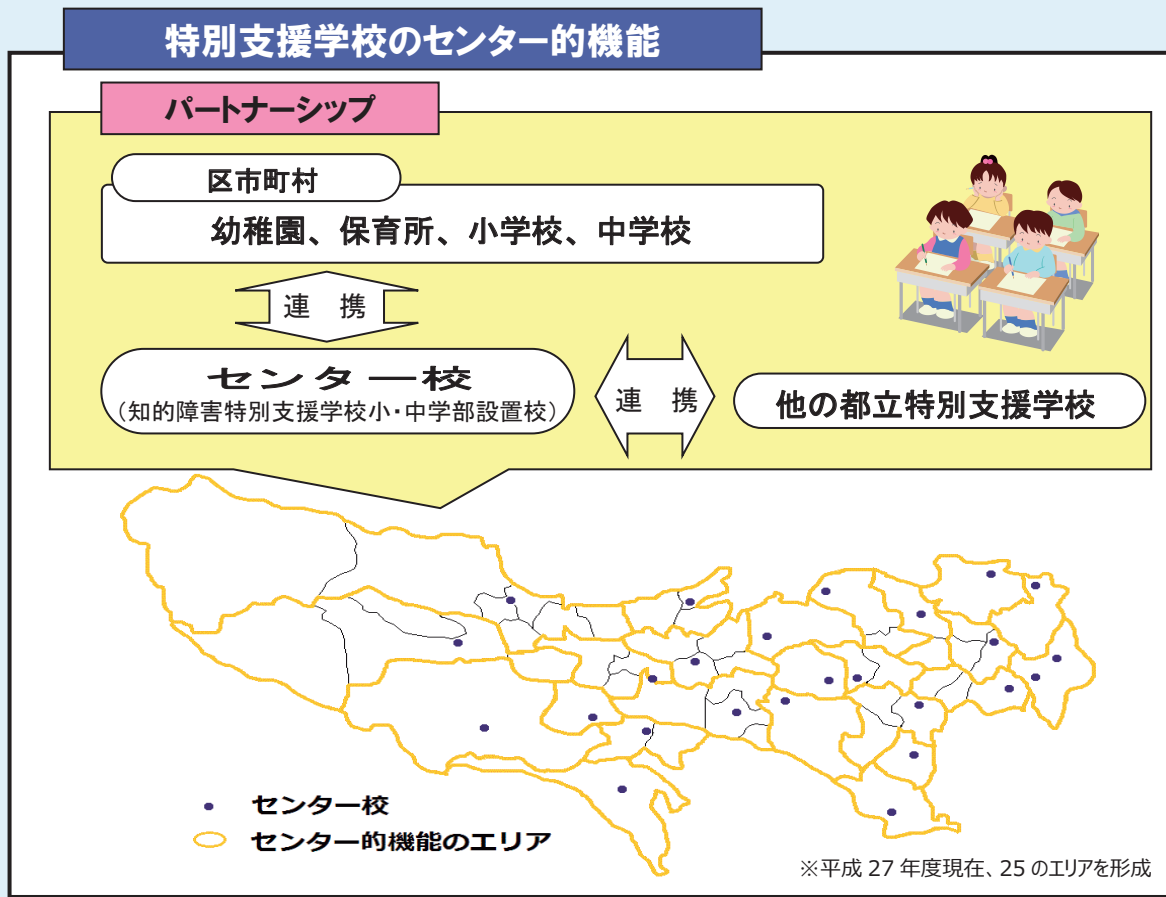 特別支援学校のセンター的機能
パートナーシップ
区市町村
幼稚園、保育所、小学校、中学校
連 携
センター校
（知的障害特別支援学校小・中学部設置校）
連 携
他の都立特別支援学校
センター校
センター的機能のエリア
※平成 27 年度現在、25 のエリアを形成